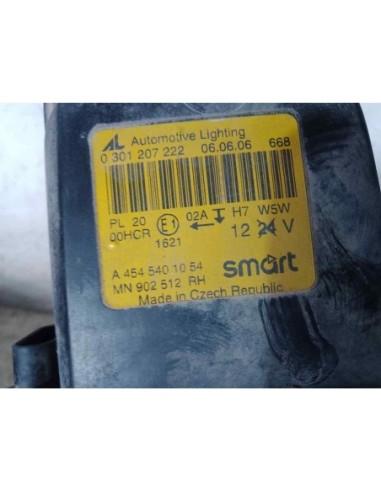 AL Automotive Lighting
0 301 207 222 06.06.06 668
PL 20 E1 02A H7 W5W
00HCR 1621 12 24 V
A 454 540 10 54 smart
MN 902 512 RH
Made in Czech Republic